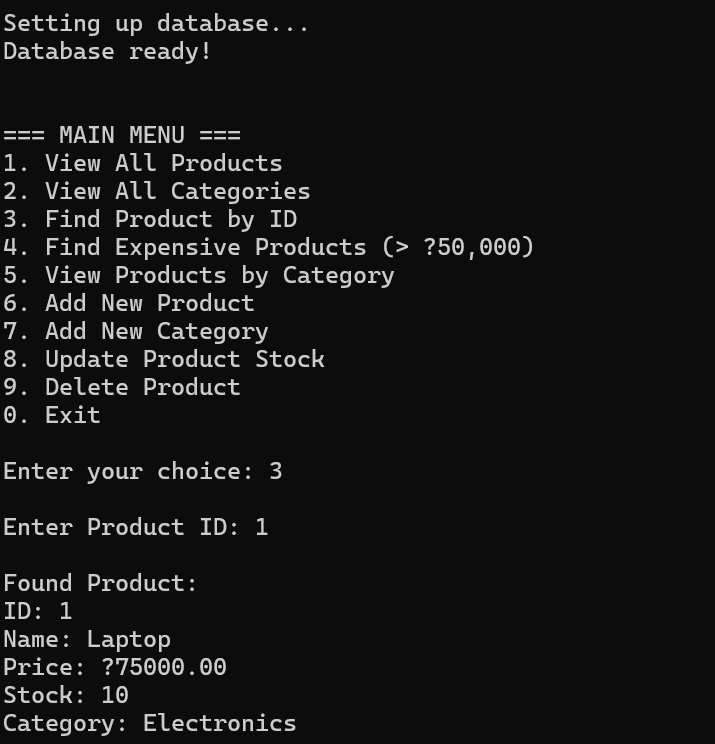 Setting up database...
Database ready!
=== MAIN MENU ===
1. View All Products
2. View All Categories
3. Find Product by ID
4. Find Expensive Products (> ?50,000)
5. View Products by Category
6. Add New Product
7. Add New Category
8. Update Product Stock
9. Delete Product
0. Exit
Enter your choice: 3
Enter Product ID: 1
Found Product:
ID: 1
Name: Laptop
Price: ?75000.00
Stock: 10
Category: Electronics